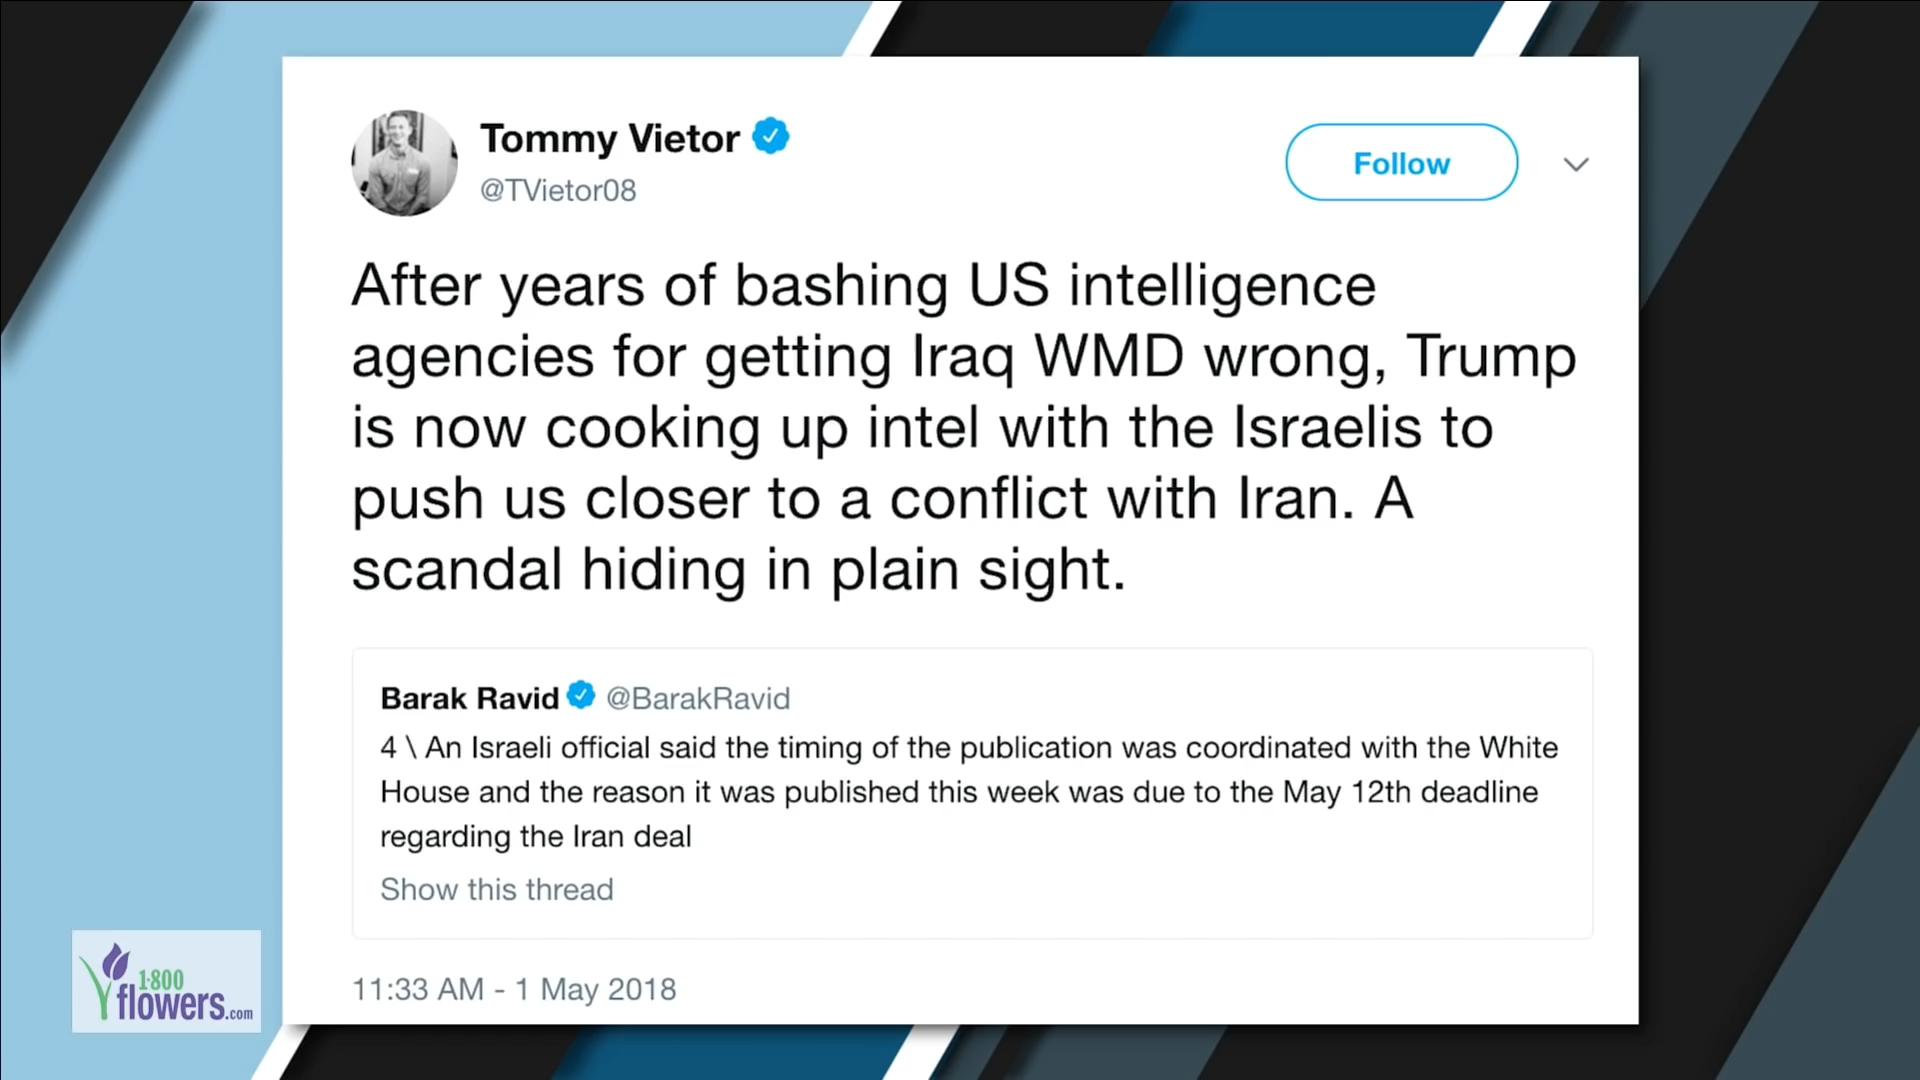 Tommy Vietor
@TVietor08
Follow
After years of bashing US intelligence
agencies for getting Iraq WMD wrong, Trump
is now cooking up intel with the Israelis to
push us closer to a conflict with Iran. A
scandal hiding in plain sight.
Barak Ravid @BarakRavid
4 \ An Israeli official said the timing of the publication was coordinated with the White
House and the reason it was published this week was due to the May 12th deadline
regarding the Iran deal
Show this thread
11:33 AM - 1 May 2018
1·800
flowers.com